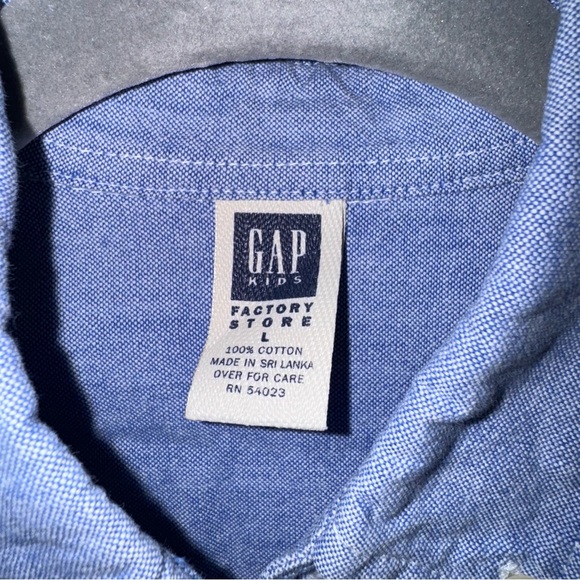 GAP
KIDS
FACTORY
STORE
L
100% COTTON
MADE IN SRI LANKA
OVER FOR CARE
RN 54023